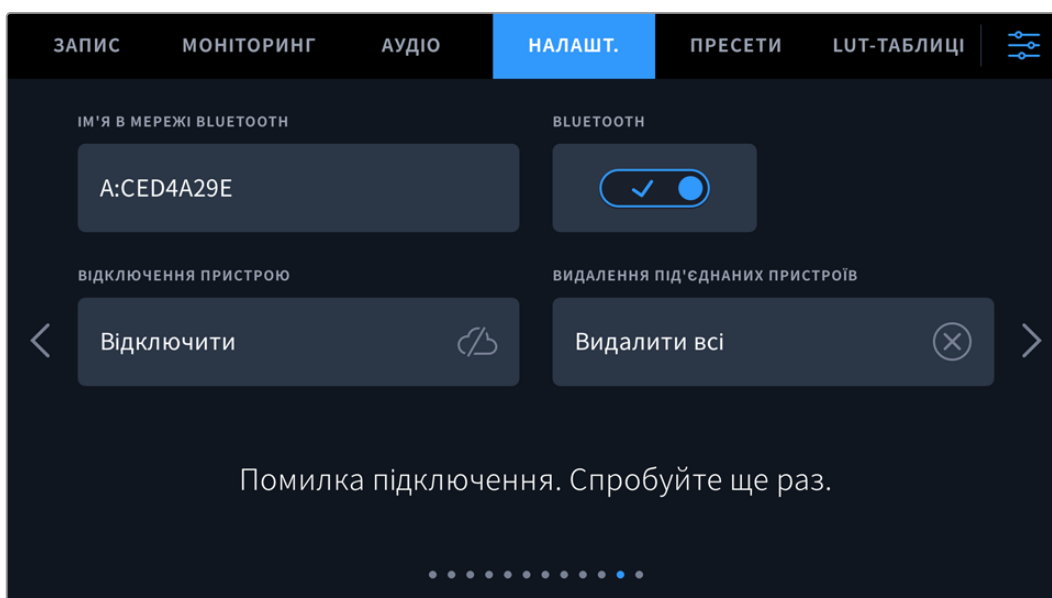 ЗАПИС МОНІТОРИНГ АУДІО НАЛАШТ. ПРЕСЕТИ LUT-ТАБЛИЦІ
ІМ'Я В МЕРЕЖІ BLUETOOTH BLUETOOTH
A:CED4A29E
ВІДКЛЮЧЕННЯ ПРИСТРОЮ ВИДАЛЕННЯ ПІД'ЄДНАНИХ ПРИСТРОЇВ
Відключити Видалити всі
Помилка підключення. Спробуйте ще раз.